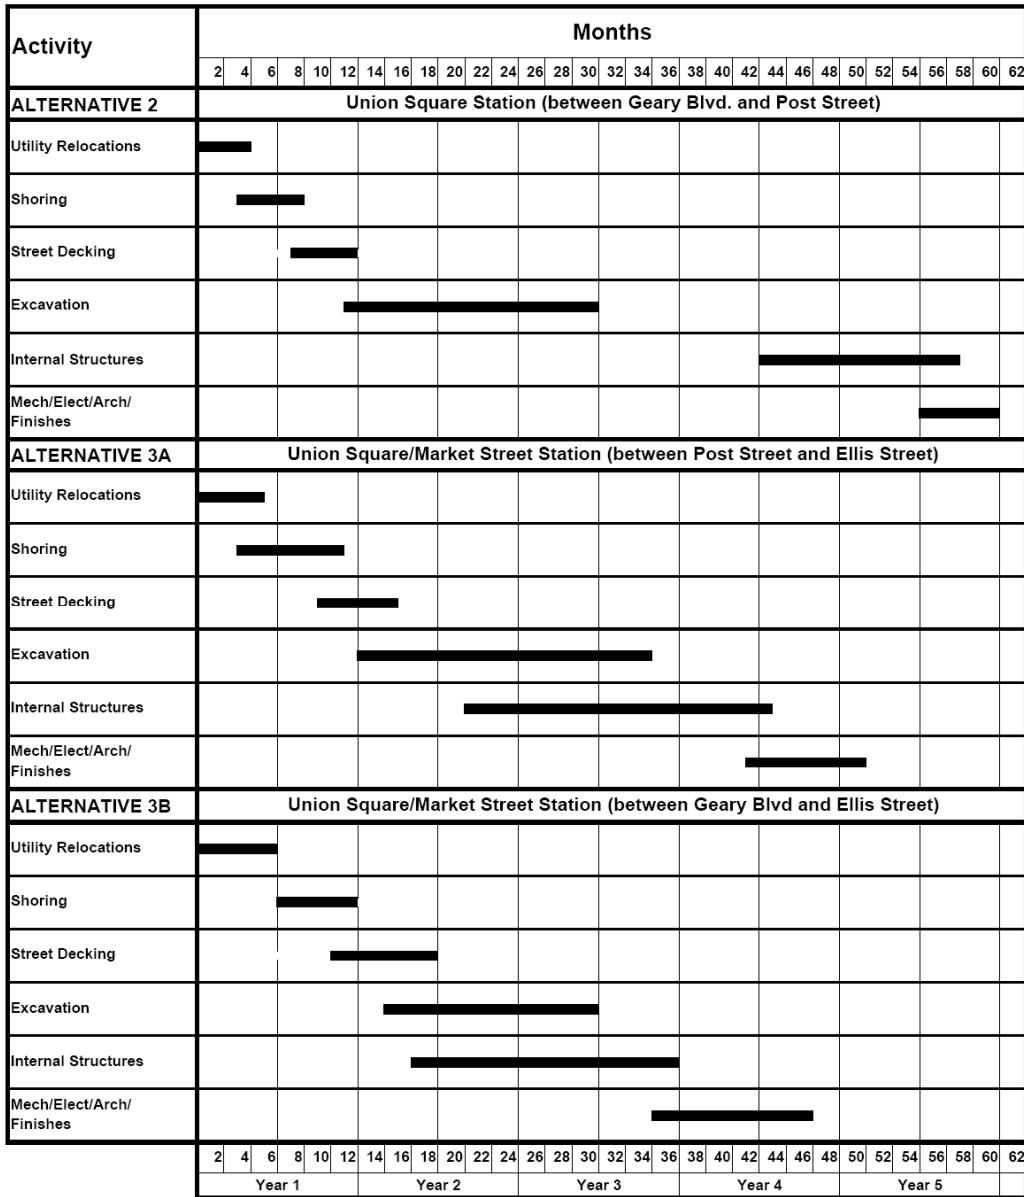 Activity
Months
2 4 6 8 10 12 14 16 18 20 22 24 26 28 30 32 34 36 38 40 42 44 46 48 50 52 54 56 58 60 62
ALTERNATIVE 2 Union Square Station (between Geary Blvd. and Post Street)
Utility Relocations
Shoring
Street Decking
Excavation
Internal Structures
Mech/Elect/Arch/
Finishes
ALTERNATIVE 3A Union Square/Market Street Station (between Post Street and Ellis Street)
Utility Relocations
Shoring
Street Decking
Excavation
Internal Structures
Mech/Elect/Arch/
Finishes
ALTERNATIVE 3B Union Square/Market Street Station (between Geary Blvd and Ellis Street)
Utility Relocations
Shoring
Street Decking
Excavation
Internal Structures
Mech/Elect/Arch/
Finishes
2 4 6 8 10 12 14 16 18 20 22 24 26 28 30 32 34 36 38 40 42 44 46 48 50 52 54 56 58 60 62
Year 1 Year 2 Year 3 Year 4 Year 5